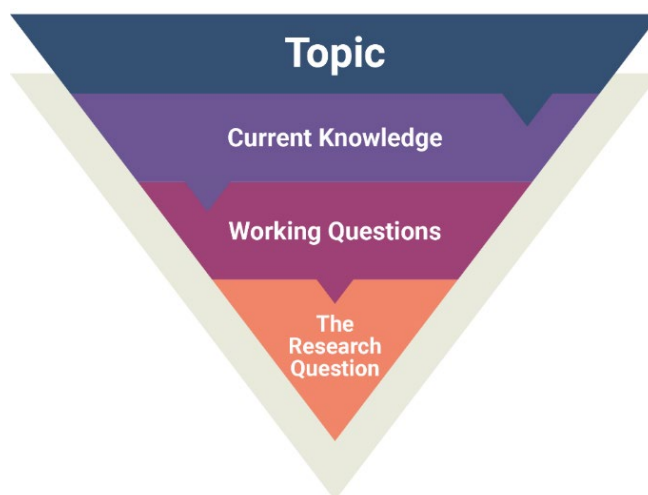 Topic
Current Knowledge
Working Questions
The
Research
Question